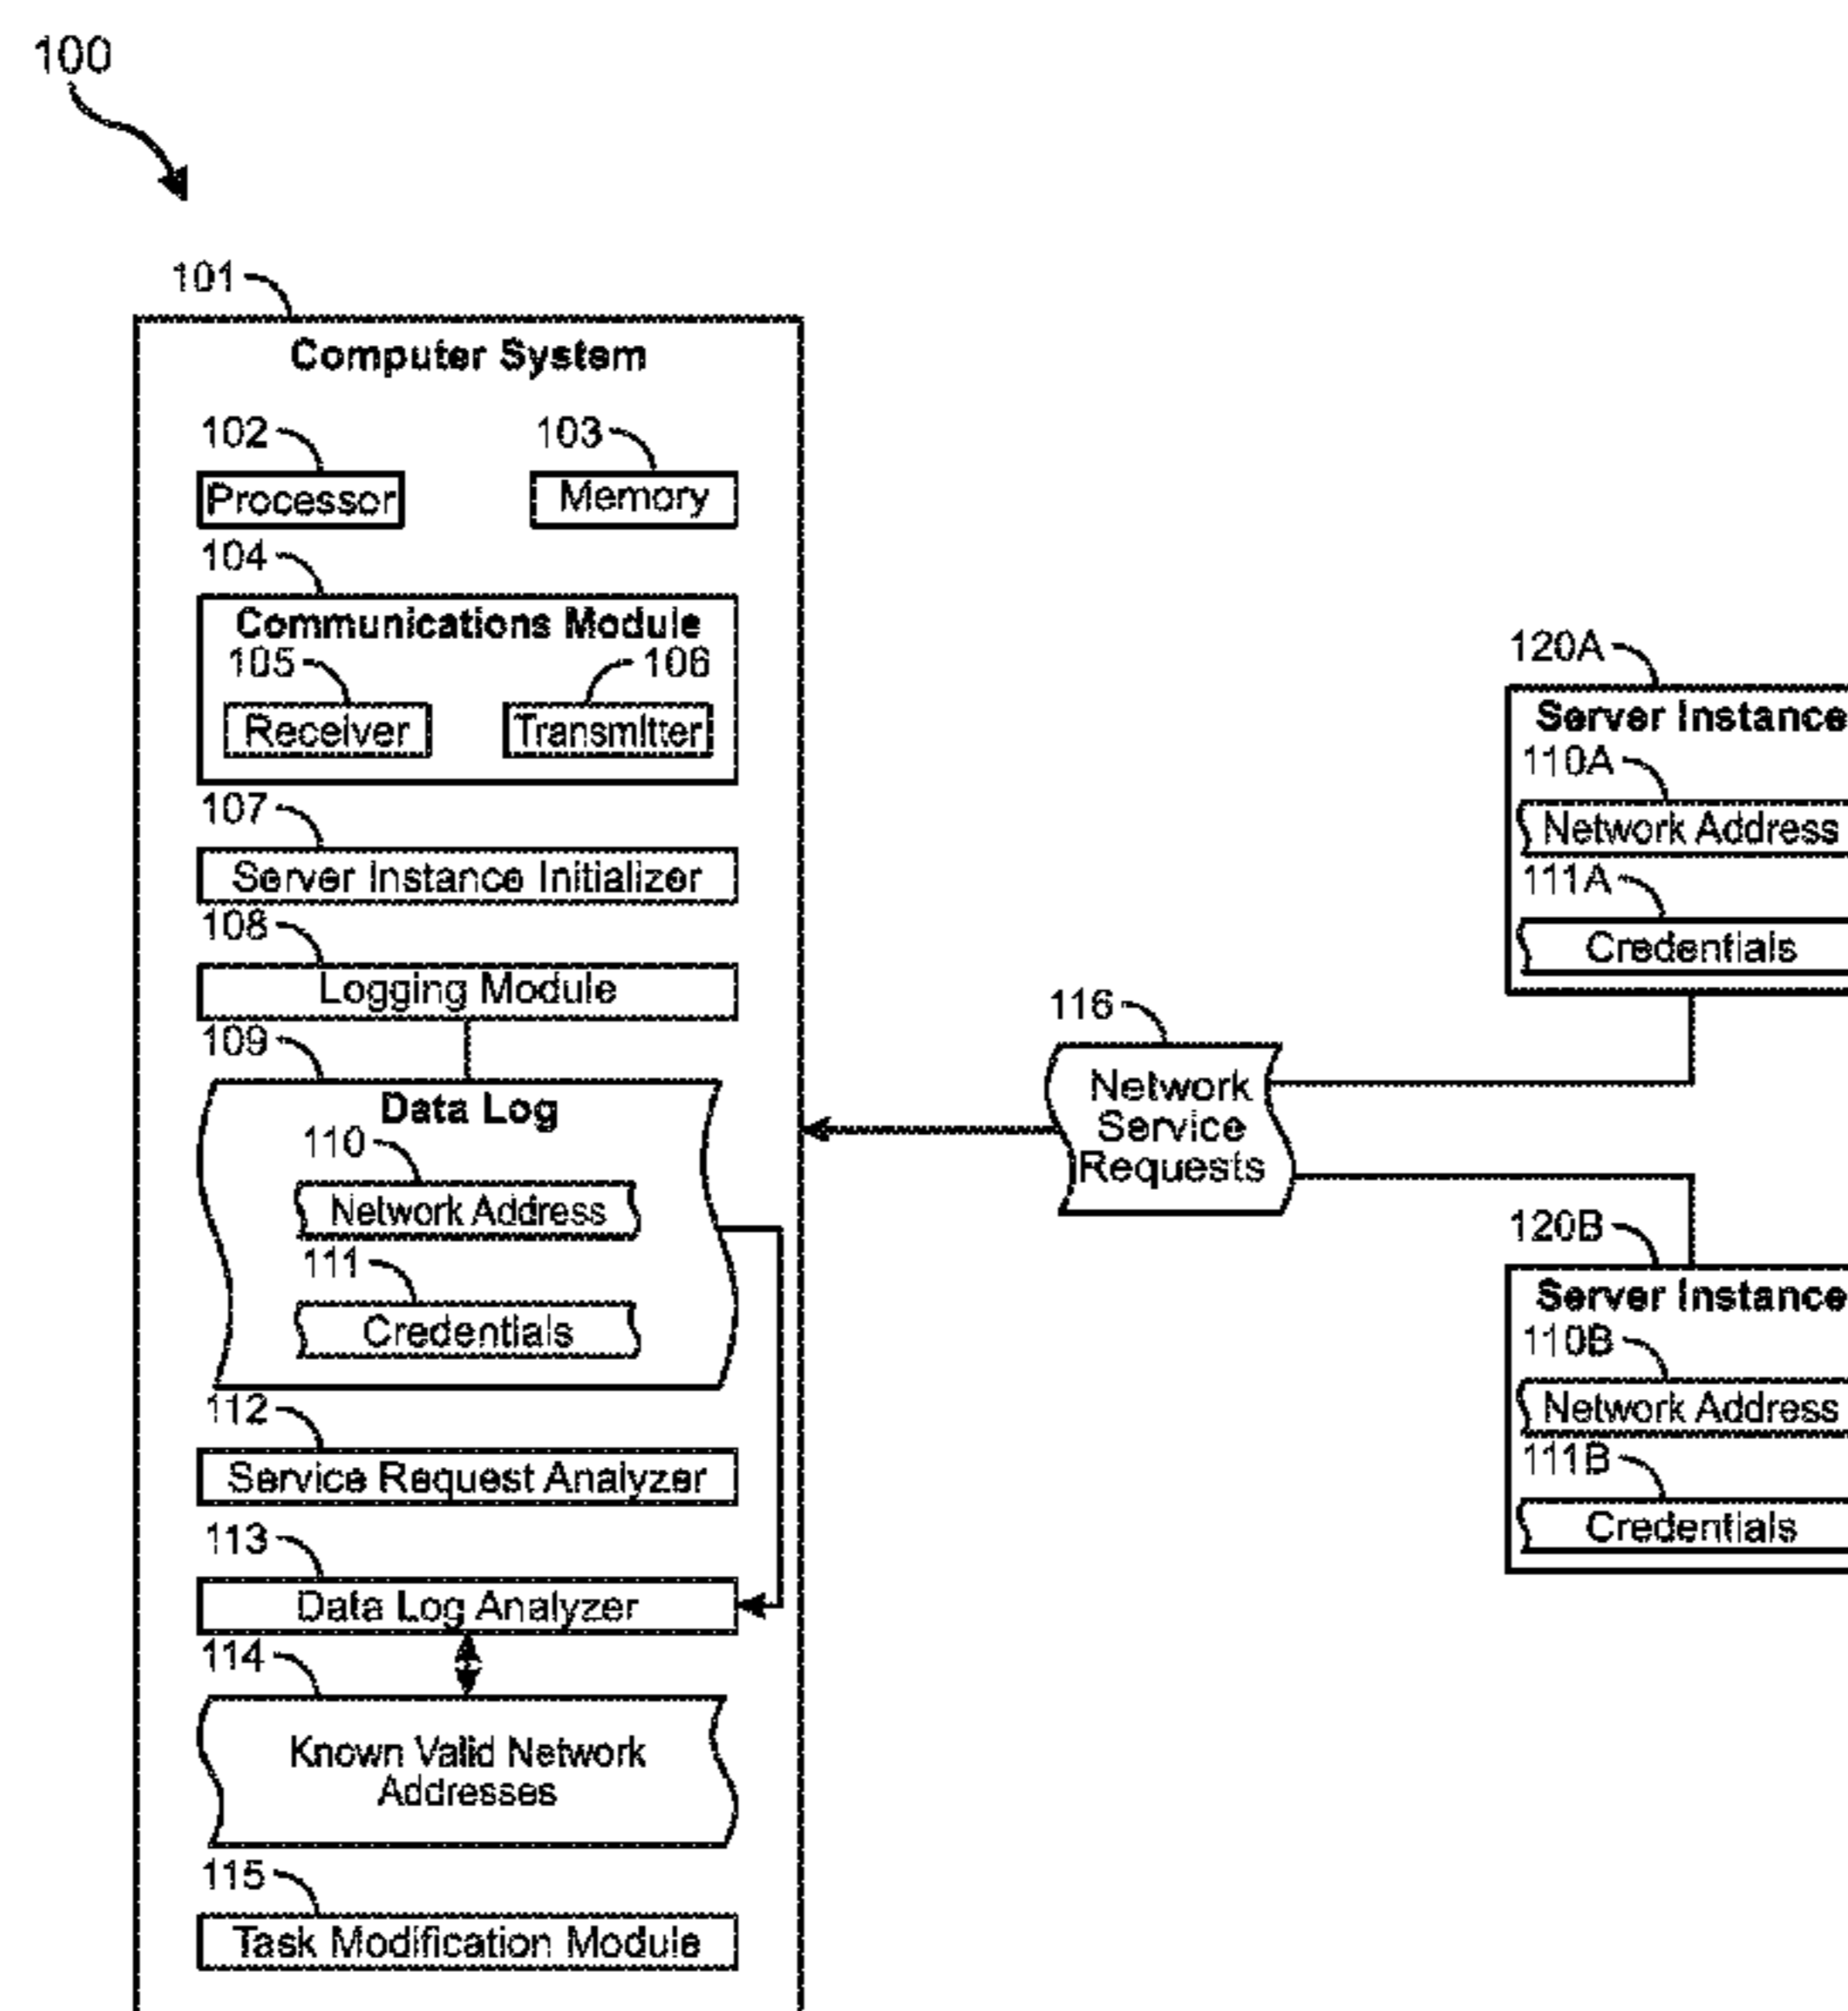 100
101
Computer System
102
103
Processor
Memory
104
Communications Module
105
106
Receiver
Transmitter
107
Server Instance Initializer
108
Logging Module
109
Data Log
110
Network Address
111
Credentials
112
Service Request Analyzer
113
Data Log Analyzer
114
Known Valid Network
Addresses
115
Task Modification Module
116
Network
Service
Requests
120A
Server Instance
110A
Network Address
111A
Credentials
120B
Server Instance
110B
Network Address
111B
Credentials